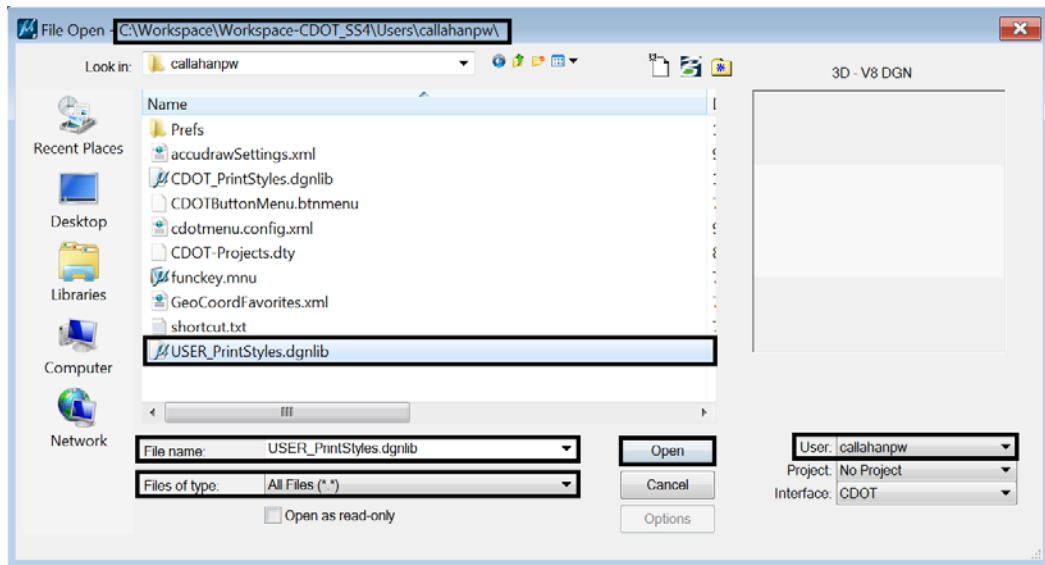 File Open - C:\Workspace\Workspace-CDOT_SS4\Users\callahanpw\
Look in: callahanpw
3D - V8 DGN
Name
Prefs
accudrawSettings.xml
CDOT_PrintStyles.dgnlib
CDOTButtonMenu.btnmenu
cdotmenu.config.xml
CDOT-Projects.dty
funckey.mnu
GeoCoordFavorites.xml
shortcut.txt
USER_PrintStyles.dgnlib
Recent Places
Desktop
Libraries
Computer
Network
File name: USER_PrintStyles.dgnlib
Open
User: callahanpw
Files of type: All Files (*.*)
Cancel
Project: No Project
Interface: CDOT
Open as read-only
Options